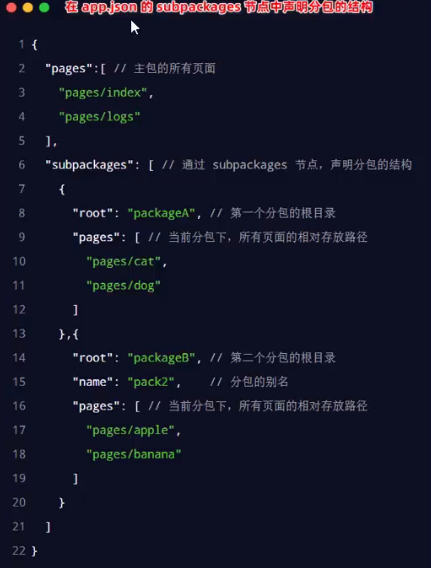 在 app.json 的 subpackages 节点中声明分包的结构
1 {
2 "pages":[ // 主包的所有页面
3 "pages/index",
4 "pages/logs"
5 ],
6 "subpackages": [ // 通过 subpackages 节点，声明分包的结构
7 {
8 "root": "packageA", // 第一个分包的根目录
9 "pages": [ // 当前分包下，所有页面的相对存放路径
10 "pages/cat",
11 "pages/dog"
12 ]
13 },{
14 "root": "packageB", // 第二个分包的根目录
15 "name": "pack2", // 分包的别名
16 "pages": [ // 当前分包下，所有页面的相对存放路径
17 "pages/apple",
18 "pages/banana"
19 ]
20 }
21 ]
22 }